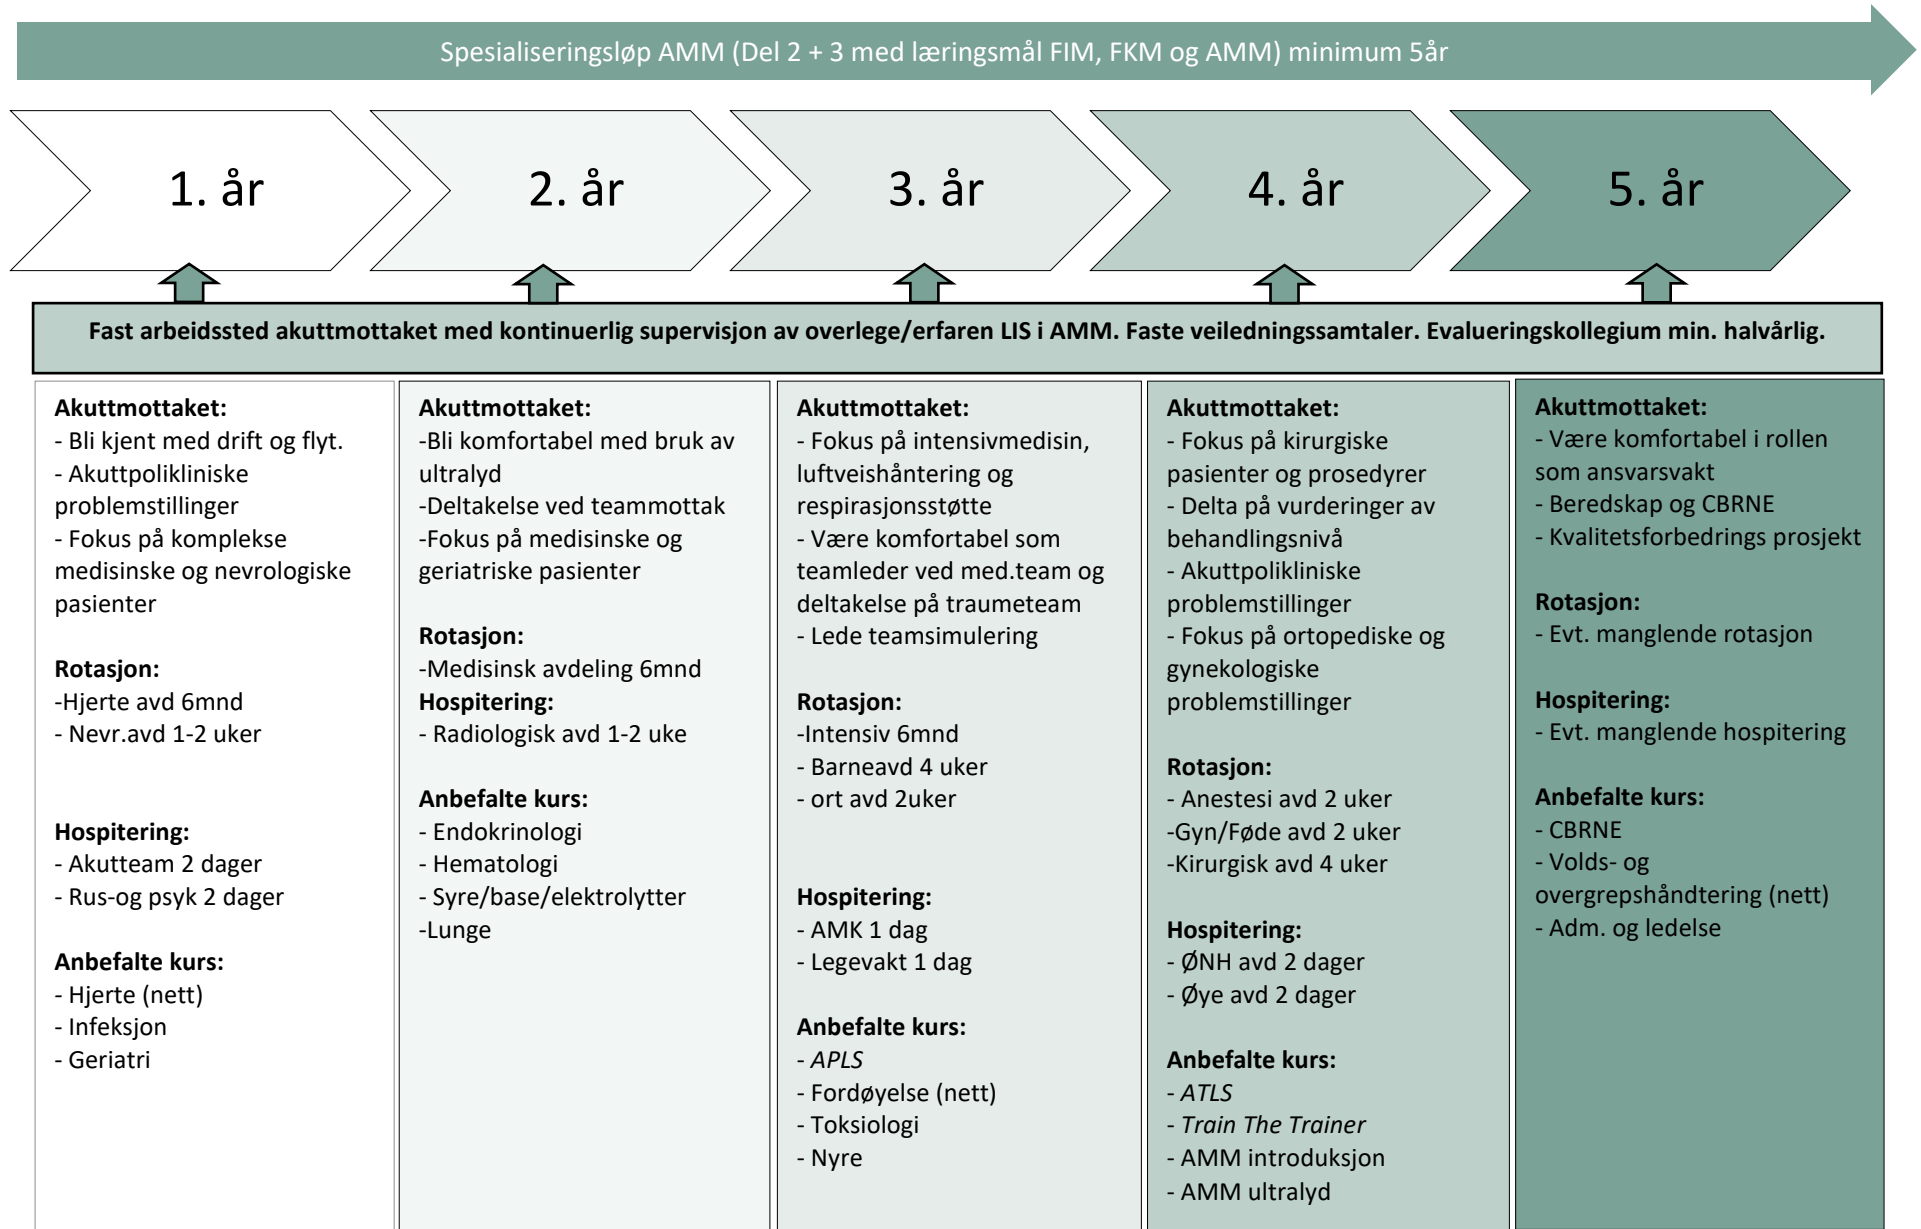 Spesialiseringsløp AMM (Del 2 + 3 med læringsmål FIM, FKM og AMM) minimum 5år
1. år
2. år
3. år
4. år
5. år
Fast arbeidssted akuttmottaket med kontinuerlig supervisjon av overlege/erfaren LIS i AMM. Faste veiledningssamtaler. Evalueringskollegium min. halvårlig.
Akuttmottaket:
- Bli kjent med drift og flyt.
- Akuttpolikliniske
problemstillinger
- Fokus på komplekse
medisinske og nevrologiske
pasienter
Rotasjon:
-Hjerte avd 6mnd
- Nevr.avd 1-2 uker
Hospitering:
- Akutteam 2 dager
- Rus-og psyk 2 dager
Anbefalte kurs:
- Hjerte (nett)
- Infeksjon
- Geriatri
Akuttmottaket:
-Bli komfortabel med bruk av
ultralyd
-Deltakelse ved teammottak
-Fokus på medisinske og
geriatriske pasienter
Rotasjon:
-Medisinsk avdeling 6mnd
Hospitering:
- Radiologisk avd 1-2 uke
Anbefalte kurs:
- Endokrinologi
- Hematologi
- Syre/base/elektrolytter
-Lunge
Akuttmottaket:
- Fokus på intensivmedisin,
luftveishåntering og
respirasjonsstøtte
- Være komfortabel som
teamleder ved med.team og
deltakelse på traumeteam
- Lede teamsimulering
Rotasjon:
-Intensiv 6mnd
- Barneavd 4 uker
- ort avd 2uker
Hospitering:
- AMK 1 dag
- Legevakt 1 dag
Anbefalte kurs:
- APLS
- Fordøyelse (nett)
- Toksiologi
- Nyre
Akuttmottaket:
- Fokus på kirurgiske
pasienter og prosedyrer
- Delta på vurderinger av
behandlingsnivå
- Akuttpolikliniske
problemstillinger
- Fokus på ortopediske og
gynekologiske
problemstillinger
Rotasjon:
- Anestesi avd 2 uker
-Gyn/Føde avd 2 uker
-Kirurgisk avd 4 uker
Hospitering:
- ØNH avd 2 dager
- Øye avd 2 dager
Anbefalte kurs:
- ATLS
- Train The Trainer
- AMM introduksjon
- AMM ultralyd
Akuttmottaket:
- Være komfortabel i rollen
som ansvarsvakt
- Beredskap og CBRNE
- Kvalitetsforbedrings prosjekt
Rotasjon:
- Evt. manglende rotasjon
Hospitering:
- Evt. manglende hospitering
Anbefalte kurs:
- CBRNE
- Volds- og
overgrepshåndtering (nett)
- Adm. og ledelse